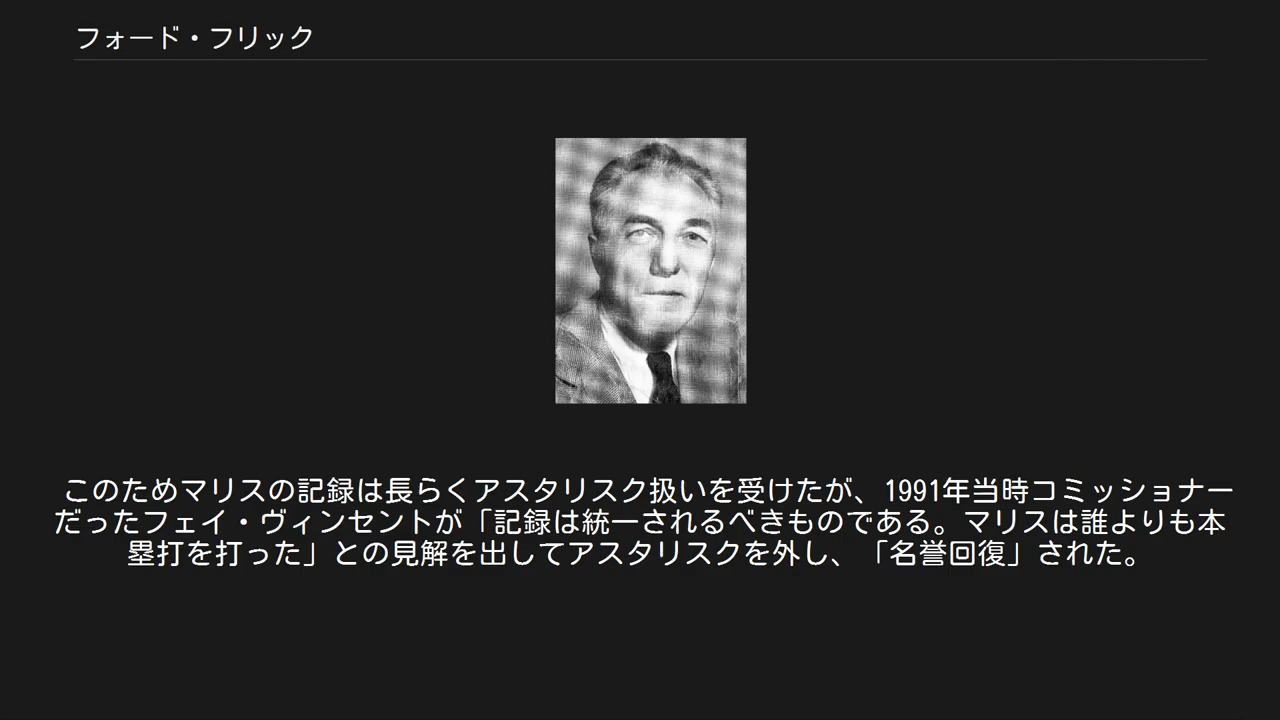 フォード・フリック
このためマリスの記録は長らくアスタリスク扱いを受けたが、1991年当時コミッショナー
だったフェイ・ヴィンセントが「記録は統一されるべきものである。マリスは誰よりも本
塁打を打った」との見解を出してアスタリスクを外し、「名誉回復」された。